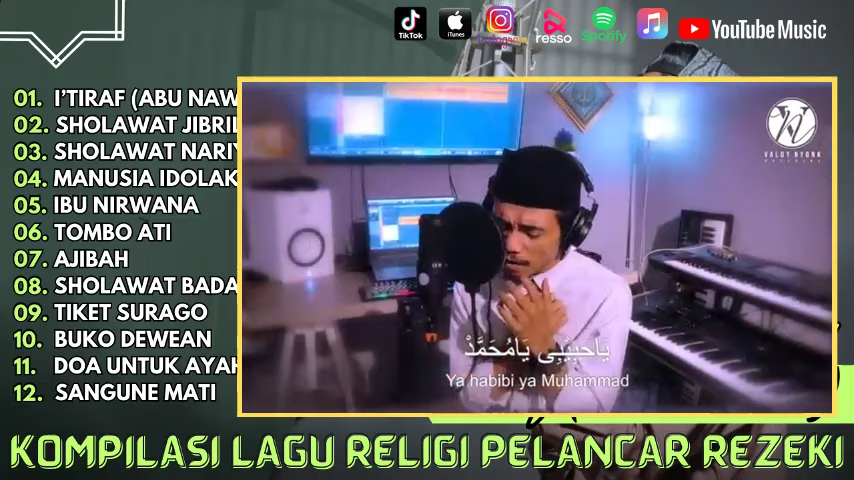 TikTok
iTunes
resso
Spotify
YouTube Music
01. I'TIRAF (ABU NAW
02. SHOLAWAT JIBRIL
03. SHOLAWAT NARIY
04. MANUSIA IDOLAK
05. IBU NIRWANA
06. TOMBO ATI
07. AJIBAH
08. SHOLAWAT BADA
09. TIKET SURAGO
10. BUKO DEWEAN
11. DOA UNTUK AYAH
12. SANGUNE MATI
VALDY NYONK
يَاحَبِيْبِى يَامُحَمَّدْ
Ya habibi ya Muhammad
KOMPILASI LAGU RELIGI PELANCAR REZEKI